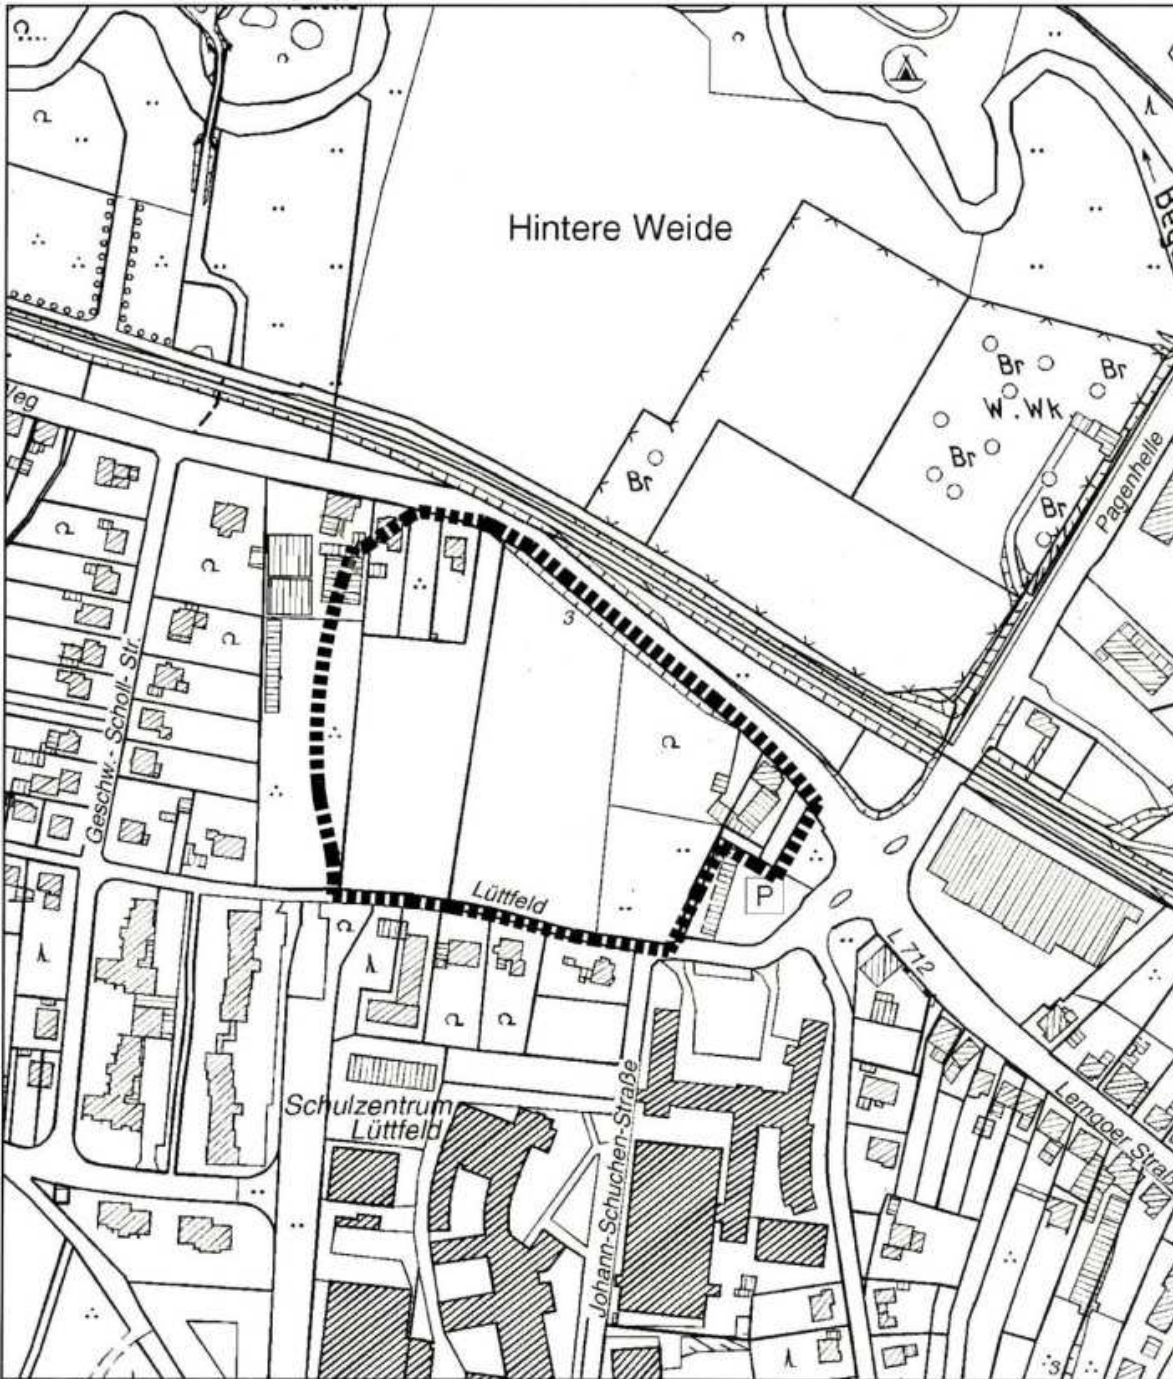 Hintere Weide
Br
Br
W.Wk
Br
Br
Br
Pagenhelle
3
Geschw.-Scholl-Str.
Lüttfeld
P
L 712
Schulzentrum
Lüttfeld
Johann-Schuchen-Straße
Lemgoer
3